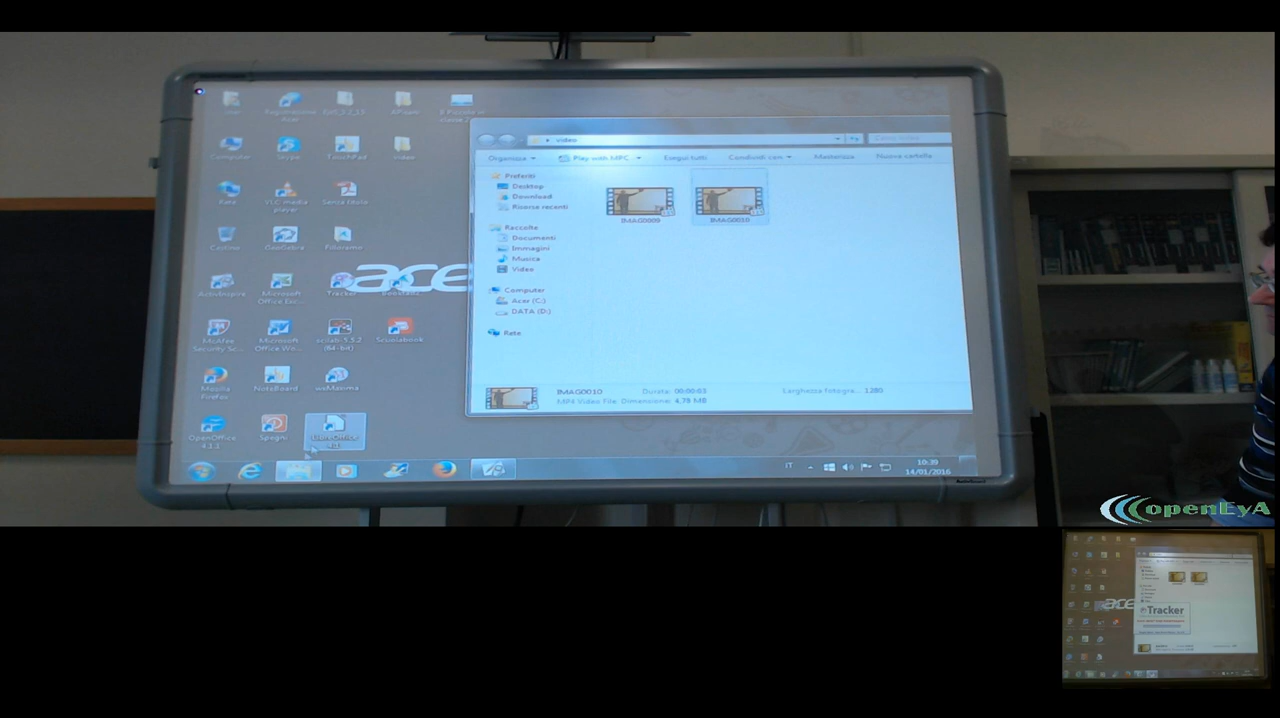 Computer
Skype
TouchPad
video
Rete
VLC media
player
Senza titolo
Cestino
GeoGebra
ActivInspire
Microsoft
Office Exc...
Tracker
acer
McAfee
Security Sc...
Microsoft
Office Wo...
scilab-5.5.2
(64-bit)
Scuolabook
Mozilla
Firefox
NoteBoard
wxMaxima
OpenOffice
4.1.1
Spegni
LibreOffice
4.1
video
Organizza
Play with MPC
Esegui tutti
Condividi con
Masterizza
Nuova cartella
Preferiti
Desktop
Download
Risorse recenti
Raccolte
Documenti
Immagini
Musica
Video
Computer
Acer (C:)
DATA (D:)
Rete
IMAG0009
IMAG0010
IMAG0010
Durata: 00:00:03
Larghezza fotogra... 1280
MP4 Video File
Dimensione: 4,78 MB
IT
10:39
14/01/2016
openEyA
acer
Tracker